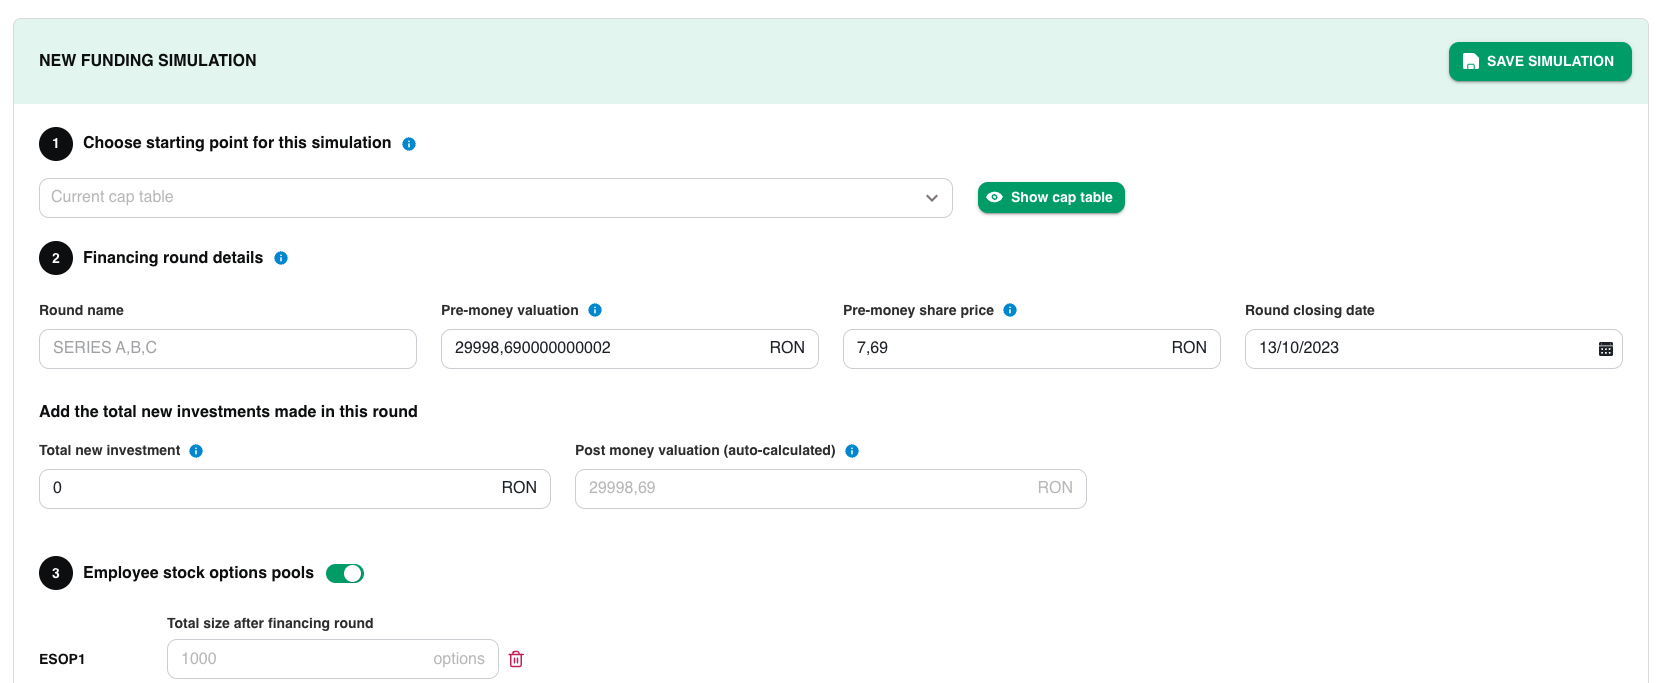 NEW FUNDING SIMULATION
SAVE SIMULATION
1 Choose starting point for this simulation
Current cap table
Show cap table
2 Financing round details
Round name
Pre-money valuation
Pre-money share price
Round closing date
SERIES A,B,C
29998,690000000002 RON
7,69 RON
13/10/2023
Add the total new investments made in this round
Total new investment
Post money valuation (auto-calculated)
0 RON
29998,69 RON
3 Employee stock options pools
Total size after financing round
ESOP1
1000 options